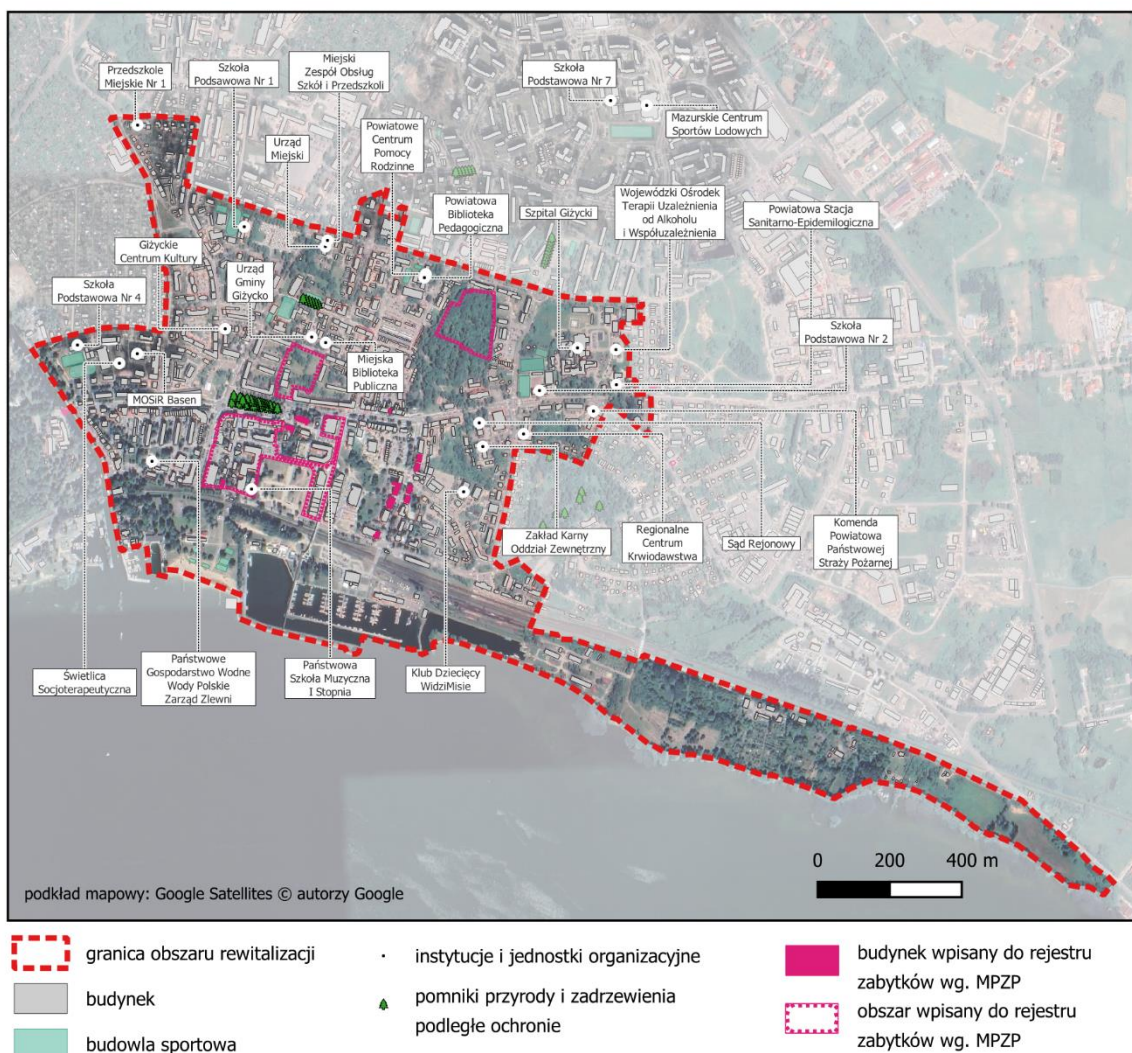 Przedszkole
Miejskie Nr 1
Szkoła
Podsawowa Nr 1
Miejski
Zespół Obsług
Szkół i Przedszkoli
Szkoła
Podstawowa Nr 7
Mazurskie Centrum
Sportów Lodowych
Urząd
Miejski
Powiatowe
Centrum
Pomocy
Rodzinne
Powiatowa
Biblioteka
Pedagogiczna
Szpital Giżycki
Wojewódzki Ośrodek
Terapii Uzależnienia
od Alkoholu
i Współuzależnienia
Powiatowa Stacja
Sanitarno-Epidemilogiczna
Giżyckie
Centrum Kultury
Urząd
Gminy
Giżycko
Szkoła
Podstawowa Nr 4
Szkoła
Podstawowa Nr 2
Miejska
Biblioteka
Publiczna
MOSiR Basen
Zakład Karny
Oddział Zewnętrzny
Regionalne
Centrum
Krwiodawstwa
Sąd Rejonowy
Komenda
Powiatowa
Państwowej
Straży Pożarnej
Świetlica
Socjoterapeutyczna
Państwowe
Gospodarstwo Wodne
Wody Polskie
Zarząd Zlewni
Państwowa
Szkoła Muzyczna
I Stopnia
Klub Dziecięcy
WidziMisie
0 200 400 m
podkład mapowy: Google Satellites © autorzy Google
granica obszaru rewitalizacji
budynek
budowla sportowa
instytucje i jednostki organizacyjne
pomniki przyrody i zadrzewienia
podległe ochronie
budynek wpisany do rejestru
zabytków wg. MPZP
obszar wpisany do rejestru
zabytków wg. MPZP